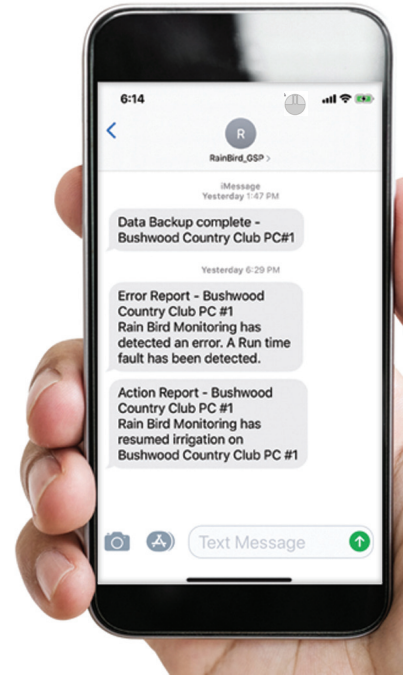 6:14
R
RainBird_GSP >
iMessage
Yesterday 1:47 PM
Data Backup complete -
Bushwood Country Club PC#1
Yesterday 6:29 PM
Error Report - Bushwood
Country Club PC #1
Rain Bird Monitoring has
detected an error. A Run time
fault has been detected.
Action Report - Bushwood
Country Club PC #1
Rain Bird Monitoring has
resumed irrigation on
Bushwood Country Club PC #1
Text Message